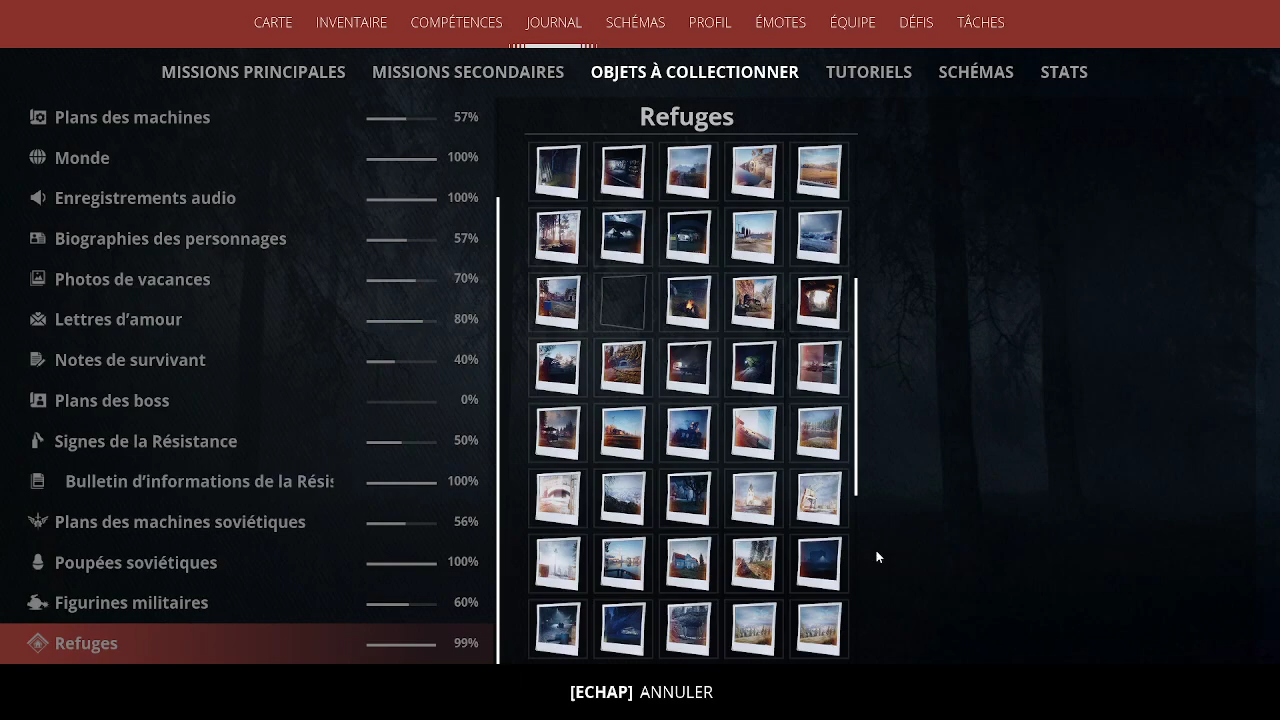 CARTE INVENTAIRE COMPÉTENCES JOURNAL SCHÉMAS PROFIL ÉMOTES ÉQUIPE DÉFIS TÂCHES
MISSIONS PRINCIPALES MISSIONS SECONDAIRES OBJETS À COLLECTIONNER TUTORIELS SCHÉMAS STATS
Plans des machines 57%
Monde 100%
Enregistrements audio 100%
Biographies des personnages 57%
Photos de vacances 70%
Lettres d'amour 80%
Notes de survivant 40%
Plans des boss 0%
Signes de la Résistance 50%
Bulletin d'informations de la Résis 100%
Plans des machines soviétiques 56%
Poupées soviétiques 100%
Figurines militaires 60%
Refuges 99%
Refuges
[ECHAP] ANNULER